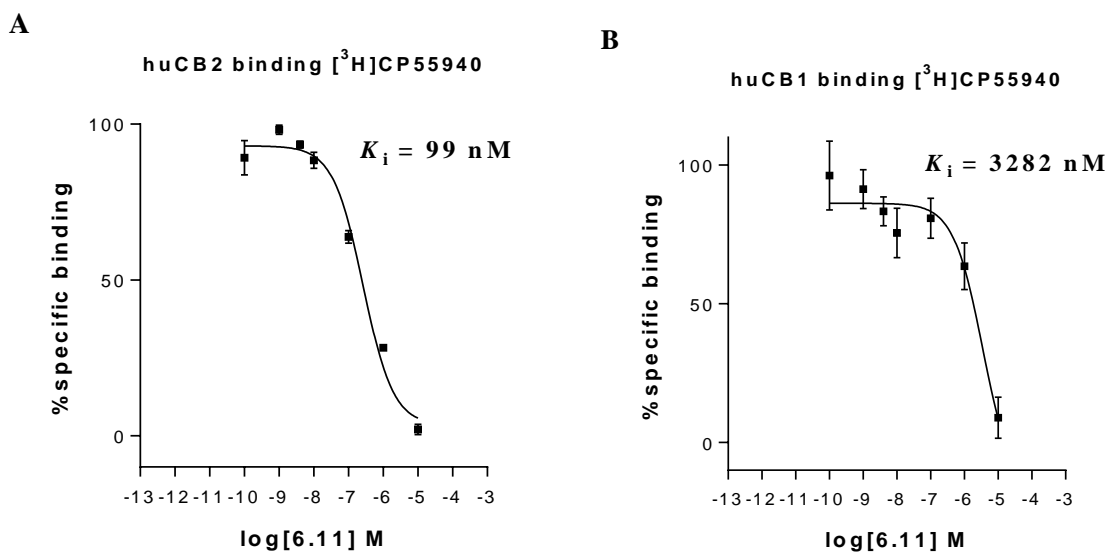 A
huCB2 binding [³H]CP55940
100
50
0
%specific binding
Kᵢ = 99 nM
-13 -12 -11 -10 -9 -8 -7 -6 -5 -4 -3
log[6.11] M
B
huCB1 binding [³H]CP55940
100
50
0
%specific binding
Kᵢ = 3282 nM
-13 -12 -11 -10 -9 -8 -7 -6 -5 -4 -3
log[6.11] M